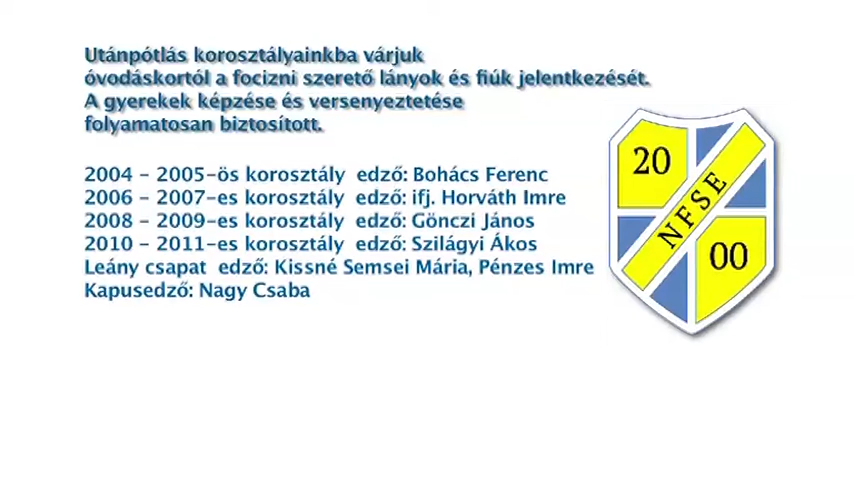 Utánpótlás korosztályainkba várjuk
óvodáskortól a focizni szerető lányok és fiúk jelentkezését.
A gyerekek képzése és versenyeztetése
folyamatosan biztosított.
2004 - 2005-ös korosztály edző: Bohács Ferenc
2006 - 2007-es korosztály edző: ifj. Horváth Imre
2008 - 2009-es korosztály edző: Gönczi János
2010 - 2011-es korosztály edző: Szilágyi Ákos
Leány csapat edző: Kissné Semsei Mária, Pénzes Imre
Kapusedző: Nagy Csaba
20
NFSE
00